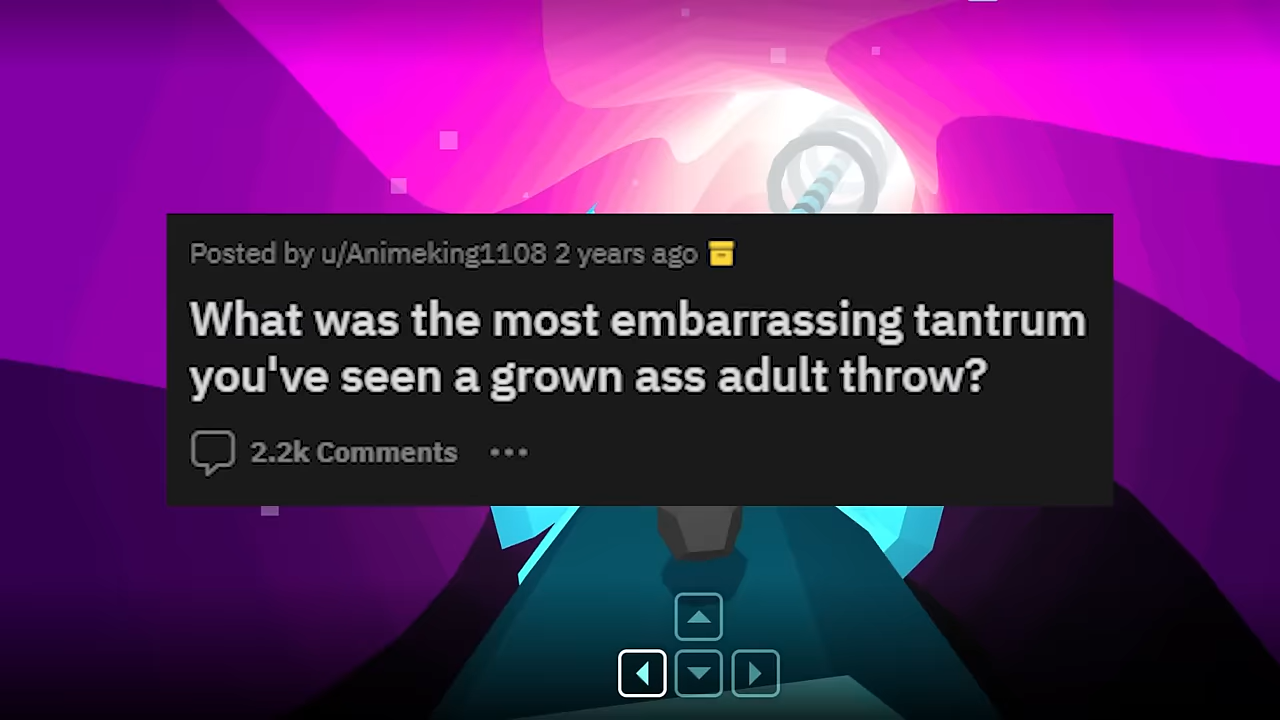 Posted by u/Animeking1108 2 years ago
What was the most embarrassing tantrum
you've seen a grown ass adult throw?
2.2k Comments